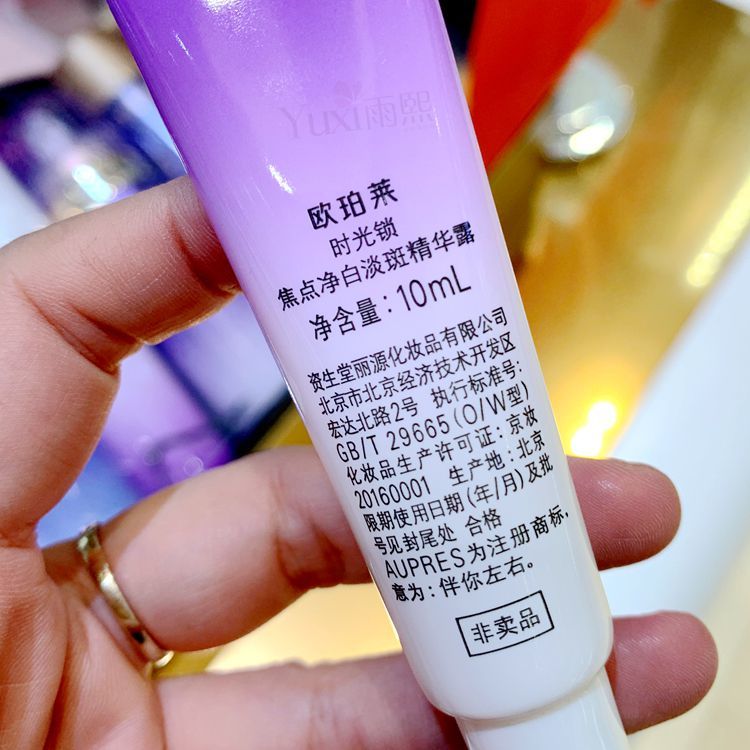 Yuxi雨熙
欧珀莱
时光锁
焦点净白淡斑精华露
净含量:10mL
资生堂丽源化妆品有限公司
北京市北京经济技术开发区
宏达北路2号 执行标准号:
GB/T 29665(O/W型)
化妆品生产许可证:京妆
20160001 生产地:北京
限期使用日期(年/月)及批
号见封尾处 合格
AUPRES为注册商标,
意为:伴你左右。
非卖品